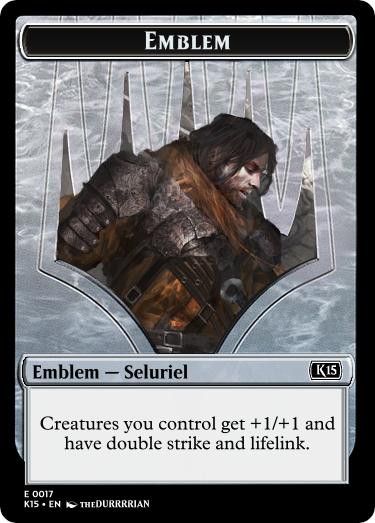 Emblem
Emblem — Seluriel
K15
Creatures you control get +1/+1 and
have double strike and lifelink.
E 0017
K15 • EN theDURRRRIAN